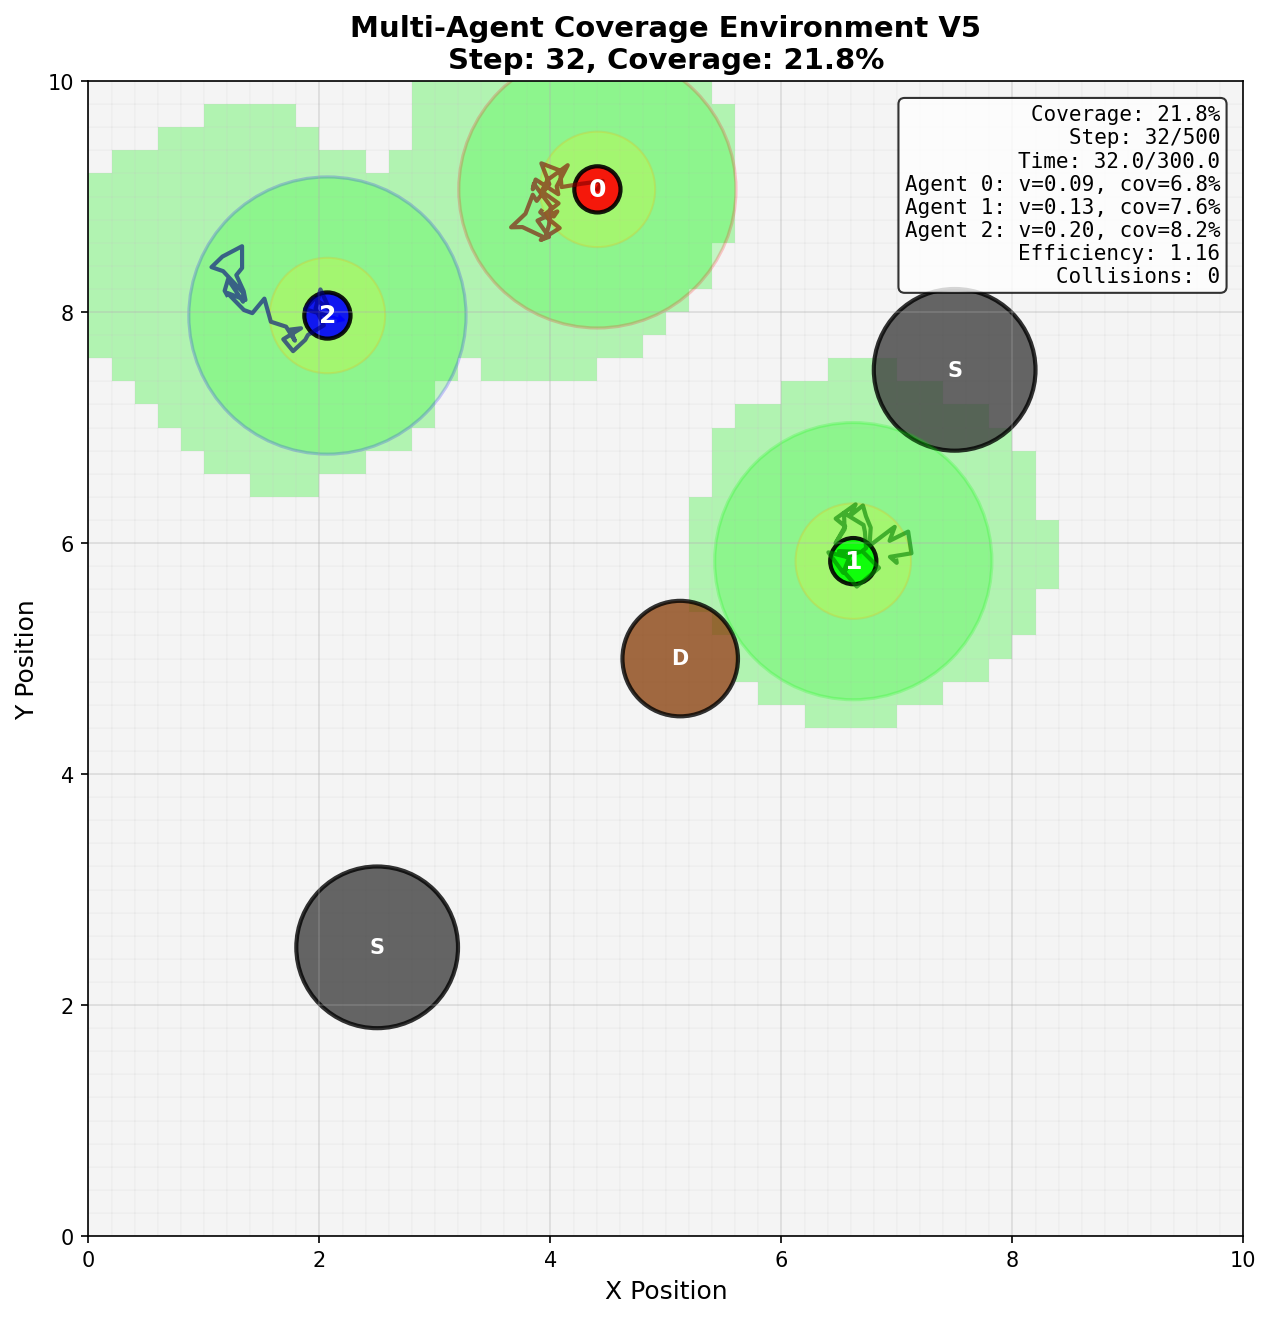 Multi-Agent Coverage Environment V5
Step: 32, Coverage: 21.8%
Coverage: 21.8%
Step: 32/500
Time: 32.0/300.0
Agent 0: v=0.09, cov=6.8%
Agent 1: v=0.13, cov=7.6%
Agent 2: v=0.20, cov=8.2%
Efficiency: 1.16
Collisions: 0
10
8
6
4
2
0
Y Position
0
2
S
1
D
S
0 2 4 6 8 10
X Position